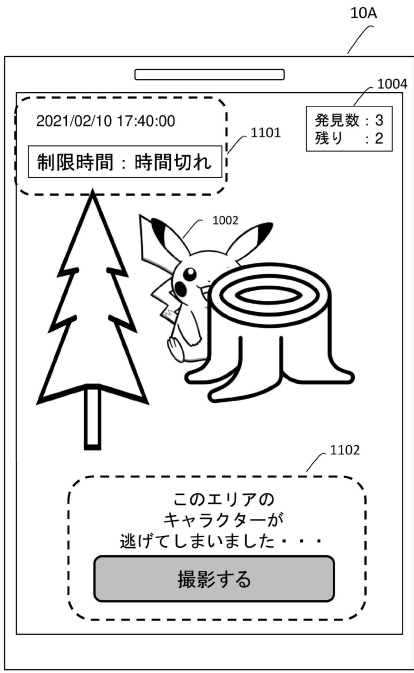 10A
1004
2021/02/10 17:40:00
発見数：3
残り　：2
1101
制限時間：時間切れ
1002
1102
このエリアの
キャラクターが
逃げてしまいました・・・
撮影する